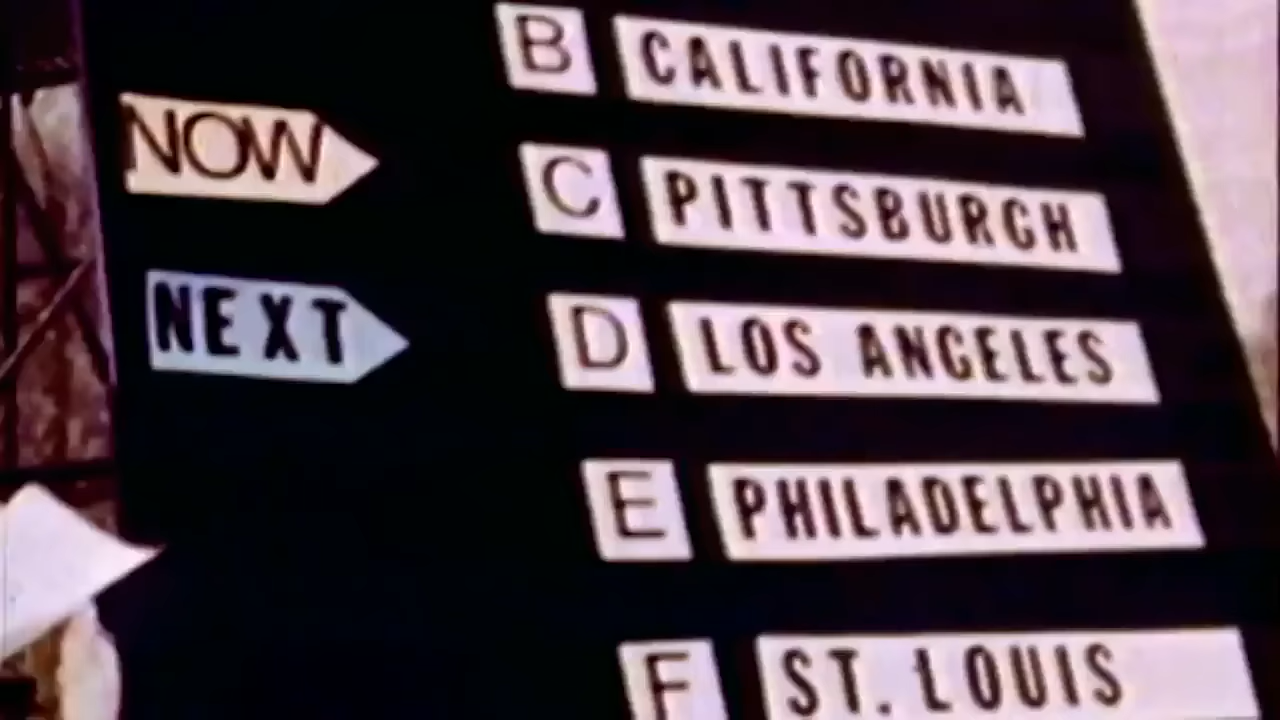 B CALIFORNIA
NOW
C PITTSBURGH
NEXT
D LOS ANGELES
E PHILADELPHIA
F ST. LOUIS